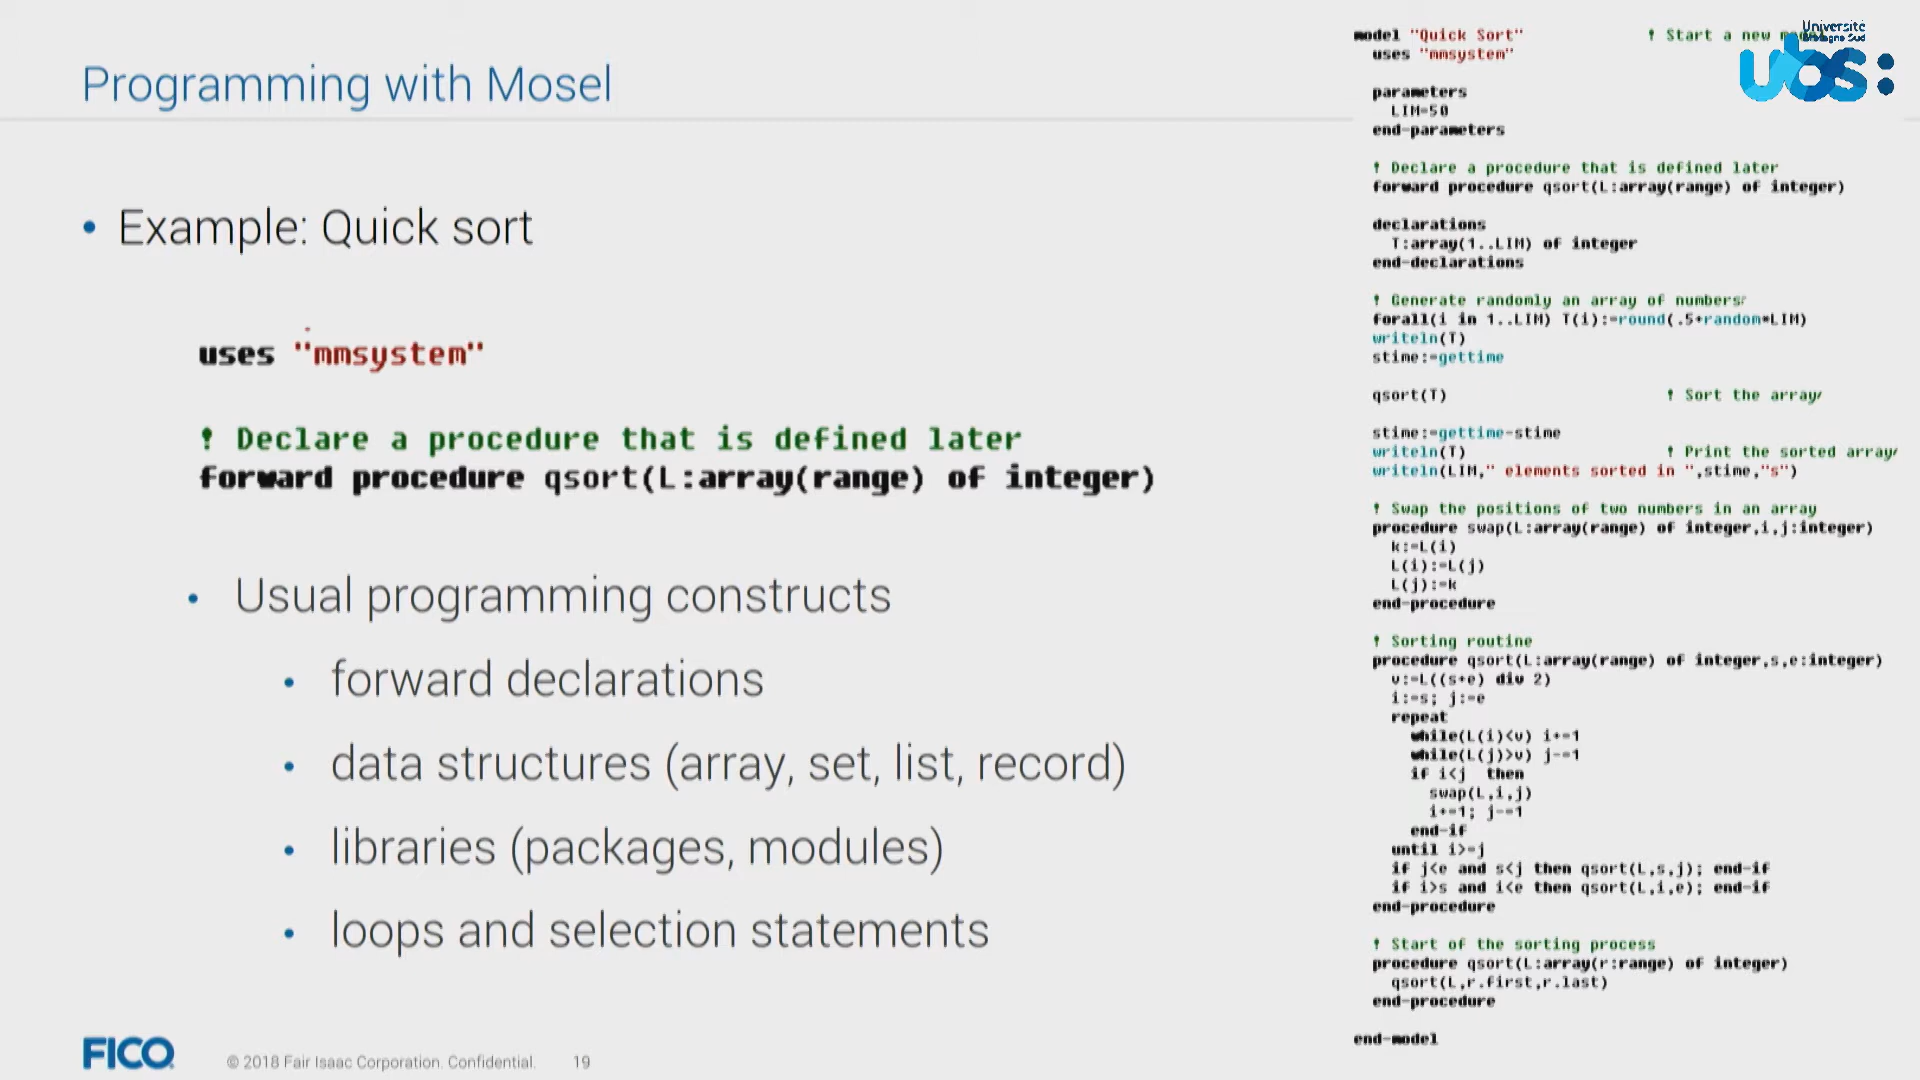 Programming with Mosel
• Example: Quick sort
uses "mmsystem"
! Declare a procedure that is defined later
forward procedure qsort(L:array(range) of integer)
• Usual programming constructs
• forward declarations
• data structures (array, set, list, record)
• libraries (packages, modules)
• loops and selection statements
FICO
© 2018 Fair Isaac Corporation. Confidential.
19
Université
Bretagne Sud
ubs:
model "Quick Sort" ! Start a new
uses "mmsystem"
parameters
LIM=50
end-parameters
! Declare a procedure that is defined later
forward procedure qsort(L:array(range) of integer)
declarations
T:array(1..LIM) of integer
end-declarations
! Generate randomly an array of numbers
forall(i in 1..LIM) T(i):=round(.5+random*LIM)
writeln(T)
stime:=gettime
qsort(T) ! Sort the array
stime:=gettime-stime
writeln(T) ! Print the sorted array
writeln(LIM," elements sorted in ",stime,"s")
! Swap the positions of two numbers in an array
procedure swap(L:array(range) of integer,i,j:integer)
k:=L(i)
L(i):=L(j)
L(j):=k
end-procedure
! Sorting routine
procedure qsort(L:array(range) of integer,s,e:integer)
v:=L((s+e) div 2)
i:=s; j:=e
repeat
while(L(i)<v) i+=1
while(L(j)>v) j-=1
if i<j then
swap(L,i,j)
i+=1; j-=1
end-if
until i>=j
if j<e and s<j then qsort(L,s,j); end-if
if i>s and i<e then qsort(L,i,e); end-if
end-procedure
! Start of the sorting process
procedure qsort(L:array(r:range) of integer)
qsort(L,r.first,r.last)
end-procedure
end-model